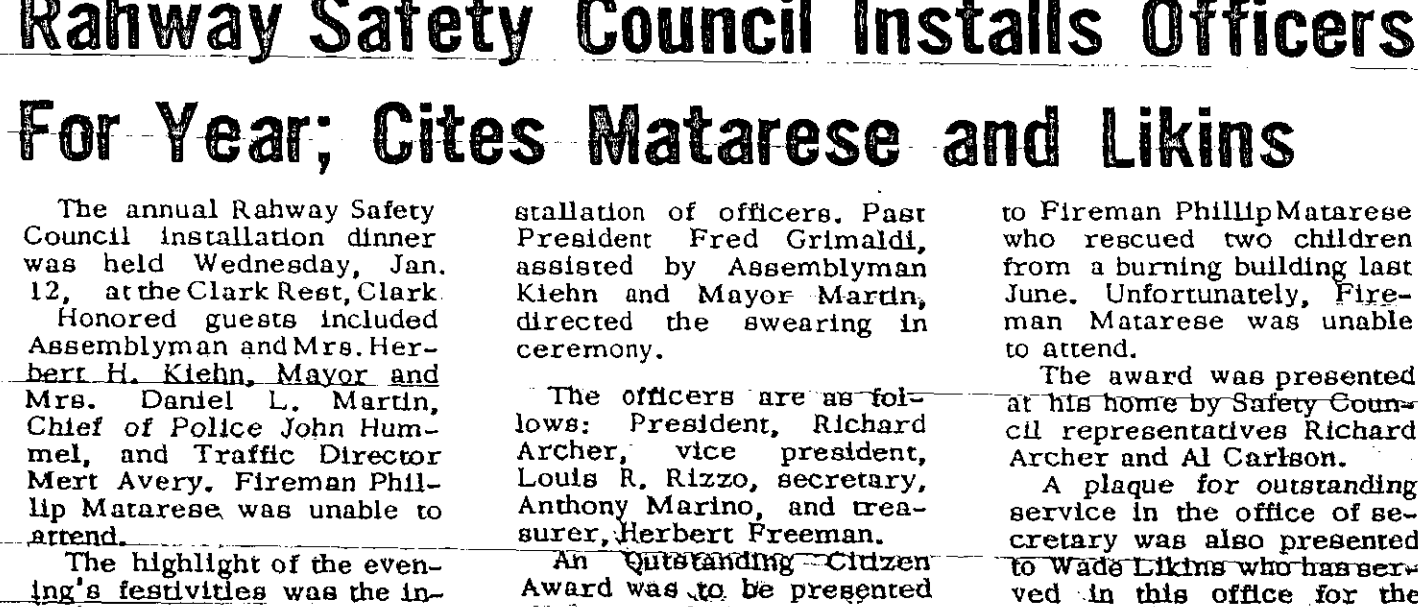 Rahway Safety Council Installs Officers
For Year; Cites Matarese and Likins
The annual Rahway Safety
Council installation dinner
was held Wednesday, Jan.
12, at the Clark Rest, Clark
Honored guests included
Assemblyman and Mrs. Her-
bert H. Kiehn, Mayor and
Mrs. Daniel L. Martin,
Chief of Police John Hum-
mel, and Traffic Director
Mert Avery. Fireman Phil-
lip Matarese was unable to
attend.
The highlight of the even-
ing's festivities was the in-
stallation of officers. Past
President Fred Grimaldi,
assisted by Assemblyman
Kiehn and Mayor Martin,
directed the swearing in
ceremony.
The officers are as fol-
lows: President, Richard
Archer, vice president,
Louis R. Rizzo, secretary,
Anthony Marino, and trea-
surer, Herbert Freeman.
An Outstanding Citizen
Award was to be presented
to Fireman Phillip Matarese
who rescued two children
from a burning building last
June. Unfortunately, Fire-
man Matarese was unable
to attend.
The award was presented
at his home by Safety Coun-
cil representatives Richard
Archer and Al Carlson.
A plaque for outstanding
service in the office of se-
cretary was also presented
to Wade Likins who has ser-
ved in this office for the